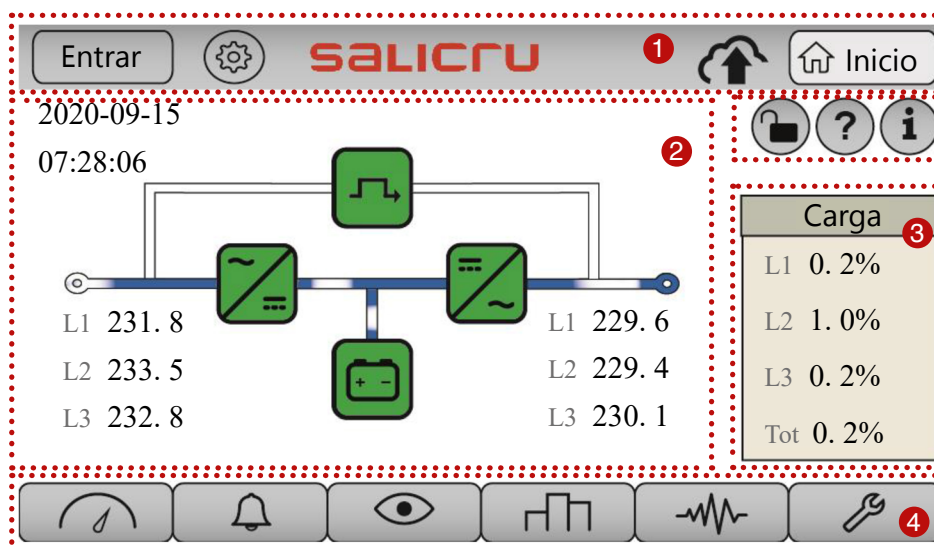 Entrar SALICRU 1 Inicio
2020-09-15
07:28:06
2
? i
Carga
3
L1 0. 2%
L2 1. 0%
L3 0. 2%
Tot 0. 2%
L1 231. 8
L2 233. 5
L3 232. 8
L1 229. 6
L2 229. 4
L3 230. 1
+ -
4